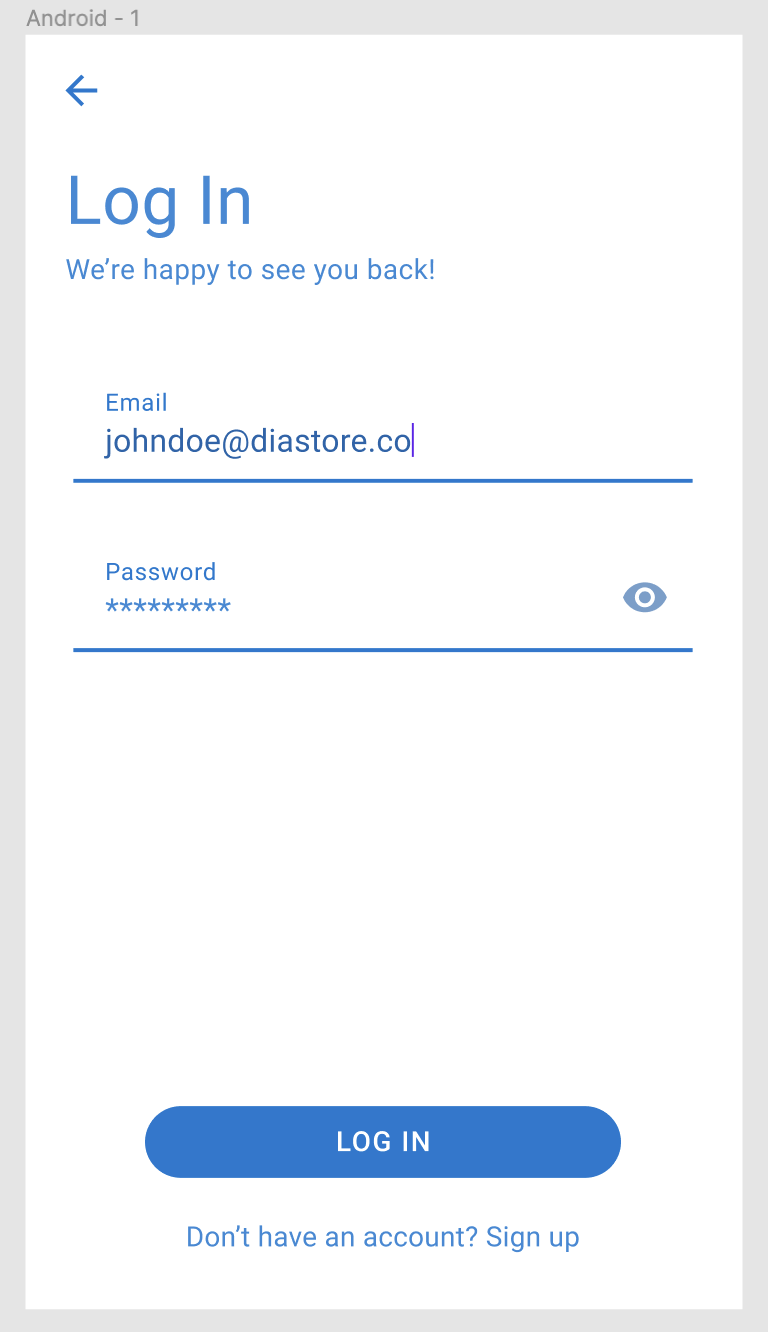 Android - 1
Log In
We’re happy to see you back!
Email
johndoe@diastore.co
Password
*********
LOG IN
Don’t have an account? Sign up